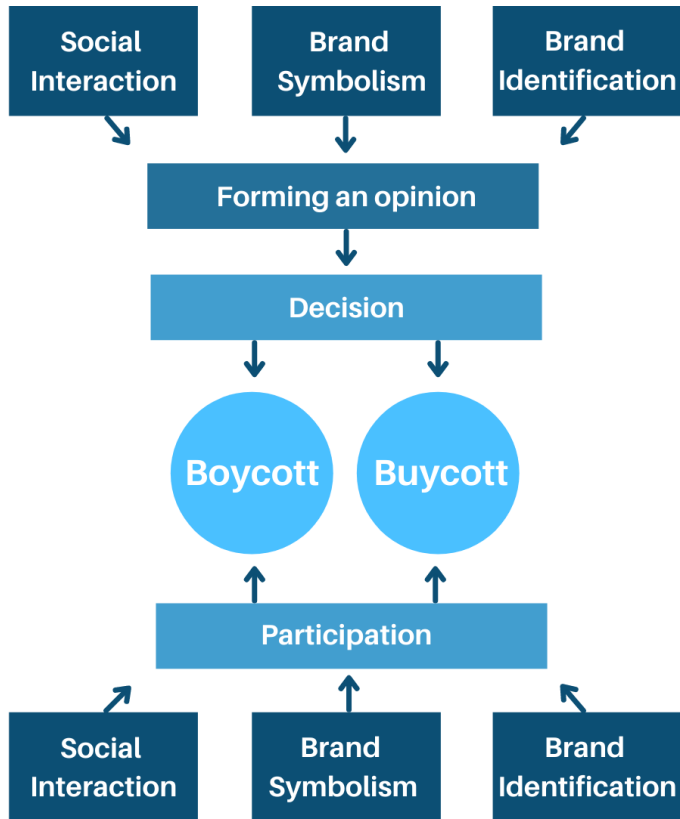 Social
Interaction
Brand
Symbolism
Brand
Identification
Forming an opinion
Decision
Boycott
Buycott
Participation
Social
Interaction
Brand
Symbolism
Brand
Identification